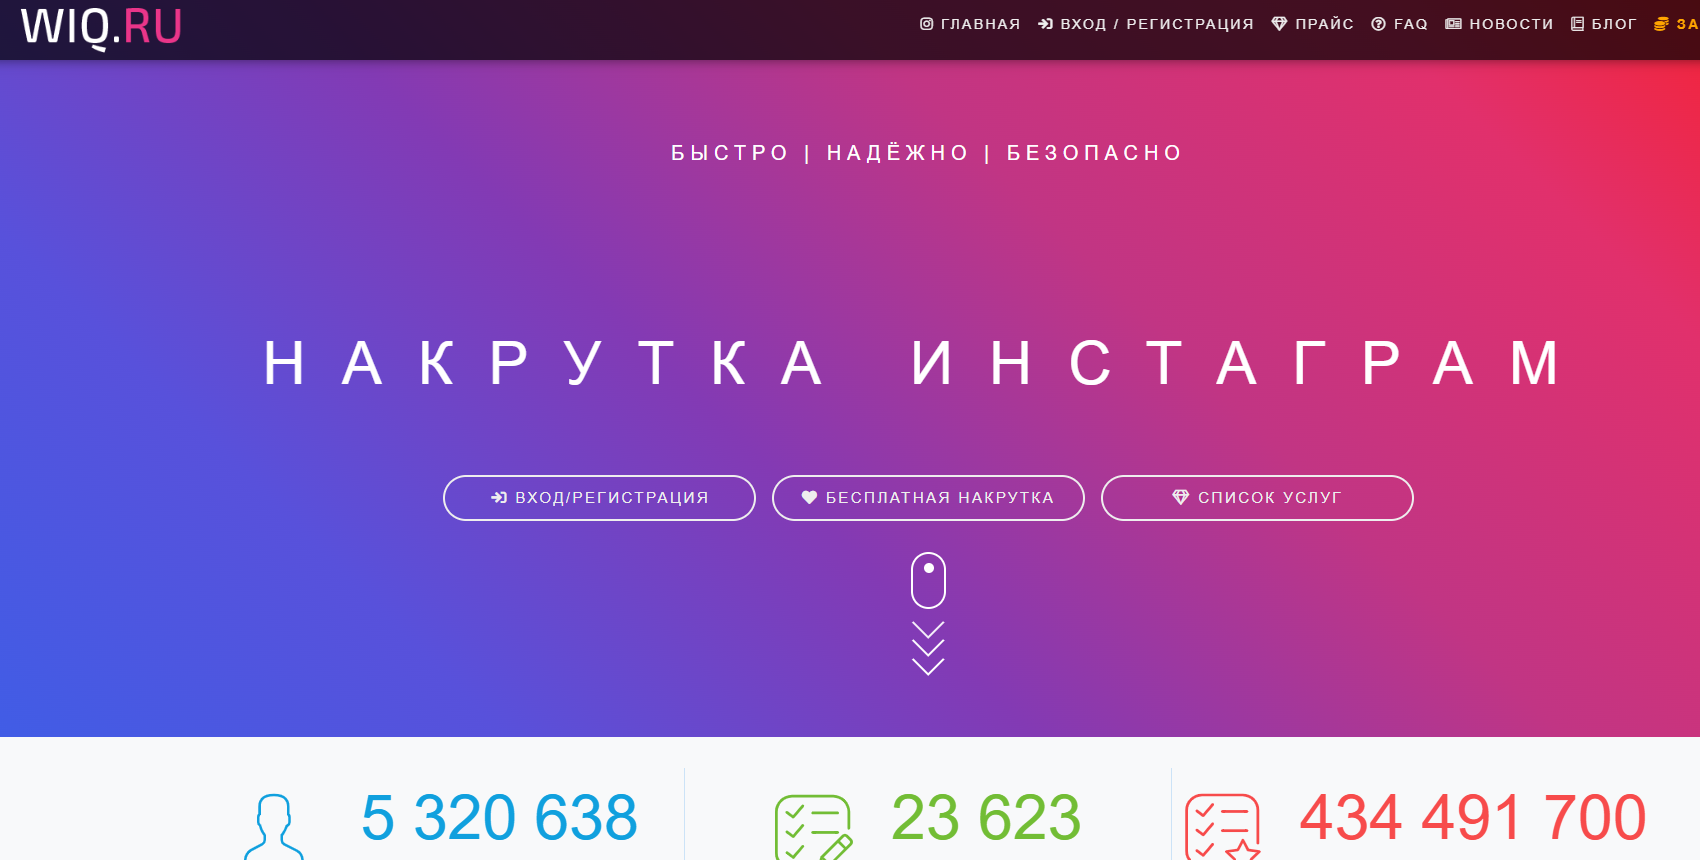 WIQ.RU
ГЛАВНАЯ ВХОД / РЕГИСТРАЦИЯ ПРАЙС FAQ НОВОСТИ БЛОГ ЗА
БЫСТРО | НАДЁЖНО | БЕЗОПАСНО
НАКРУТКА ИНСТАГРАМ
ВХОД/РЕГИСТРАЦИЯ БЕСПЛАТНАЯ НАКРУТКА СПИСОК УСЛУГ
5 320 638 23 623 434 491 700